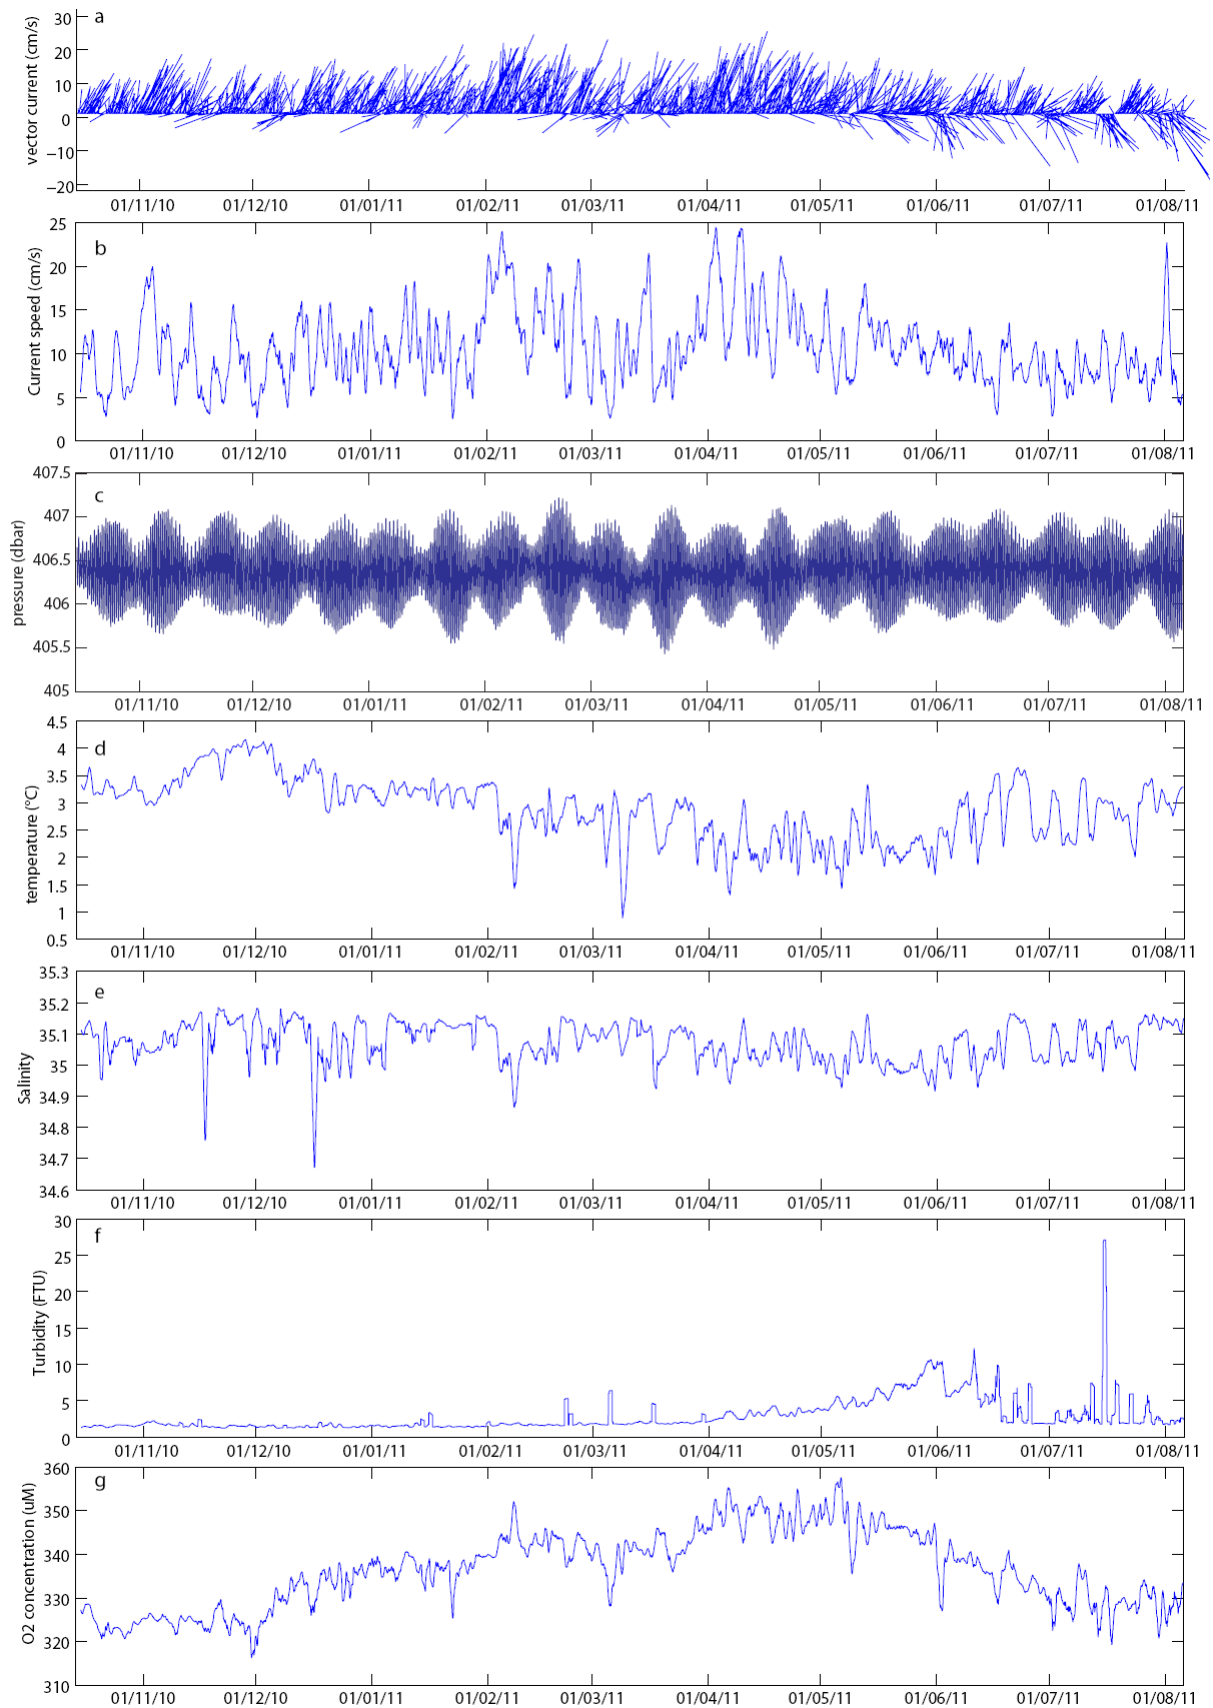 a
vector current (cm/s)
30
20
10
0
−10
−20
01/11/10 01/12/10 01/01/11 01/02/11 01/03/11 01/04/11 01/05/11 01/06/11 01/07/11 01/08/11
b
Current speed (cm/s)
25
20
15
10
5
0
01/11/10 01/12/10 01/01/11 01/02/11 01/03/11 01/04/11 01/05/11 01/06/11 01/07/11 01/08/11
c
pressure (dbar)
407.5
407
406.5
406
405.5
405
01/11/10 01/12/10 01/01/11 01/02/11 01/03/11 01/04/11 01/05/11 01/06/11 01/07/11 01/08/11
d
temperature (°C)
4.5
4
3.5
3
2.5
2
1.5
1
0.5
01/11/10 01/12/10 01/01/11 01/02/11 01/03/11 01/04/11 01/05/11 01/06/11 01/07/11 01/08/11
e
Salinity
35.3
35.2
35.1
35
34.9
34.8
34.7
34.6
01/11/10 01/12/10 01/01/11 01/02/11 01/03/11 01/04/11 01/05/11 01/06/11 01/07/11 01/08/11
f
Turbidity (FTU)
30
25
20
15
10
5
0
01/11/10 01/12/10 01/01/11 01/02/11 01/03/11 01/04/11 01/05/11 01/06/11 01/07/11 01/08/11
g
O2 concentration (uM)
360
350
340
330
320
310
01/11/10 01/12/10 01/01/11 01/02/11 01/03/11 01/04/11 01/05/11 01/06/11 01/07/11 01/08/11